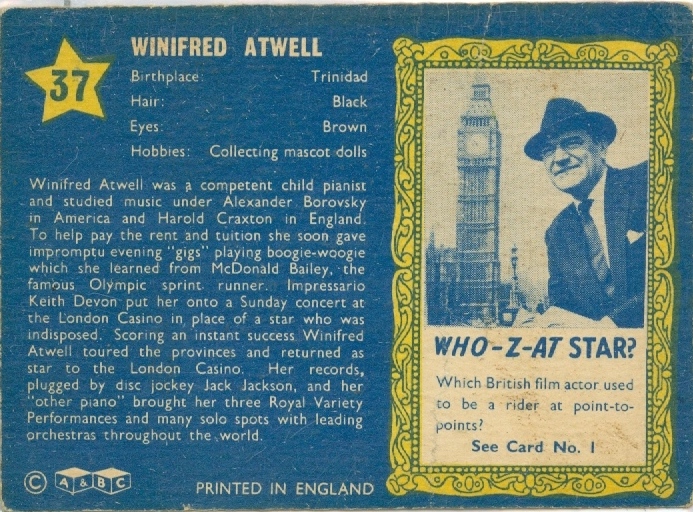 37
WINIFRED ATWELL
Birthplace: Trinidad
Hair: Black
Eyes: Brown
Hobbies: Collecting mascot dolls
Winifred Atwell was a competent child pianist
and studied music under Alexander Borovsky
in America and Harold Craxton in England.
To help pay the rent and tuition she soon gave
impromptu evening "gigs" playing boogie-woogie
which she learned from McDonald Bailey, the
famous Olympic sprint runner. Impressario
Keith Devon put her onto a Sunday concert at
the London Casino in place of a star who was
indisposed. Scoring an instant success Winifred
Atwell toured the provinces and returned as
star to the London Casino. Her records,
plugged by disc jockey Jack Jackson, and her
"other piano" brought her three Royal Variety
Performances and many solo spots with leading
orchestras throughout the world.
© A & B C
PRINTED IN ENGLAND
WHO-Z-AT STAR?
Which British film actor used
to be a rider at point-to-
points?
See Card No. 1